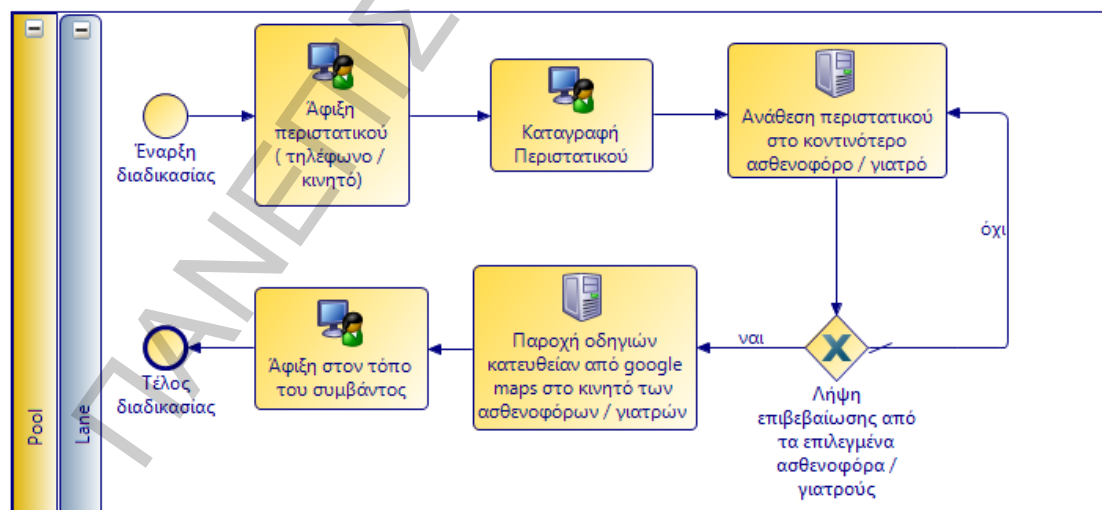 Pool
Lane
Έναρξη
διαδικασίας
Άφιξη
περιστατικού
( τηλέφωνο /
κινητό)
Καταγραφή
Περιστατικού
Ανάθεση περιστατικού
στο κοντινότερο
ασθενοφόρο / γιατρό
όχι
Λήψη
επιβεβαίωσης από
τα επιλεγμένα
ασθενοφόρα /
γιατρούς
ναι
Παροχή οδηγιών
κατευθείαν από google
maps στο κινητό των
ασθενοφόρων / γιατρών
Άφιξη στον τόπο
του συμβάντος
Τέλος
διαδικασίας
ΠΑΝΕΠΙΣ